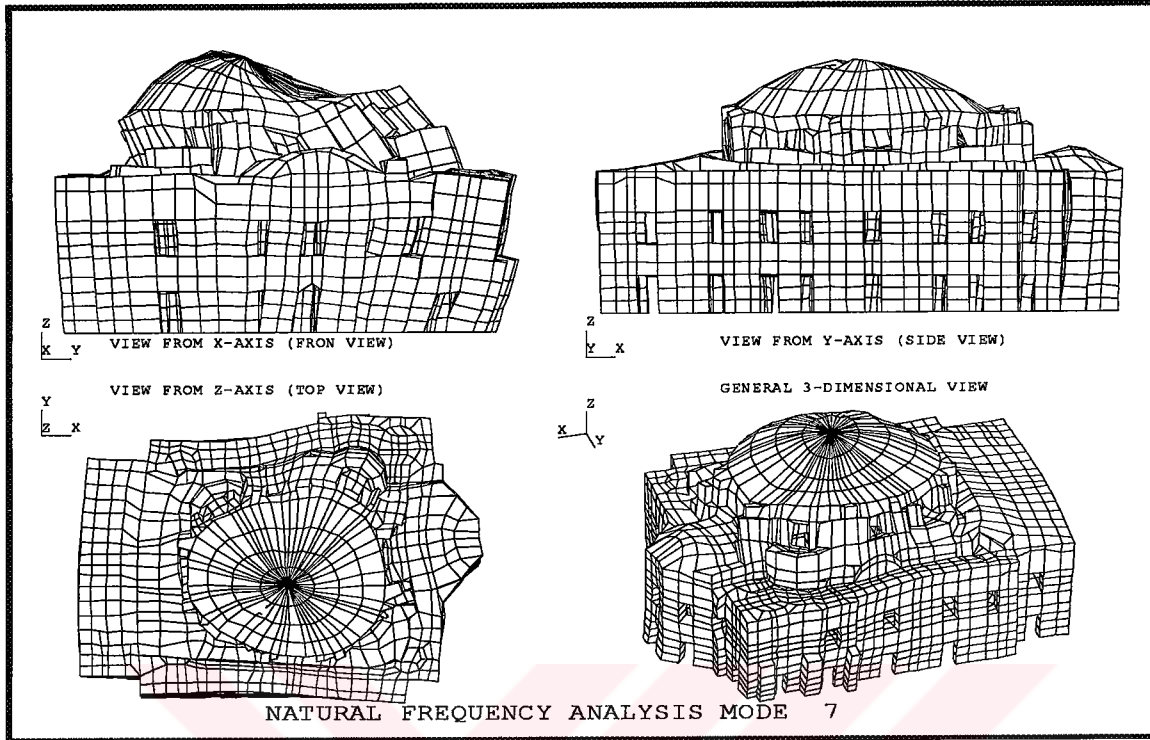 Z
X Y
VIEW FROM X-AXIS (FRON VIEW)
Z
Y X
VIEW FROM Y-AXIS (SIDE VIEW)
VIEW FROM Z-AXIS (TOP VIEW)
Y
Z X
GENERAL 3-DIMENSIONAL VIEW
Z
X
Y
NATURAL FREQUENCY ANALYSIS MODE 7